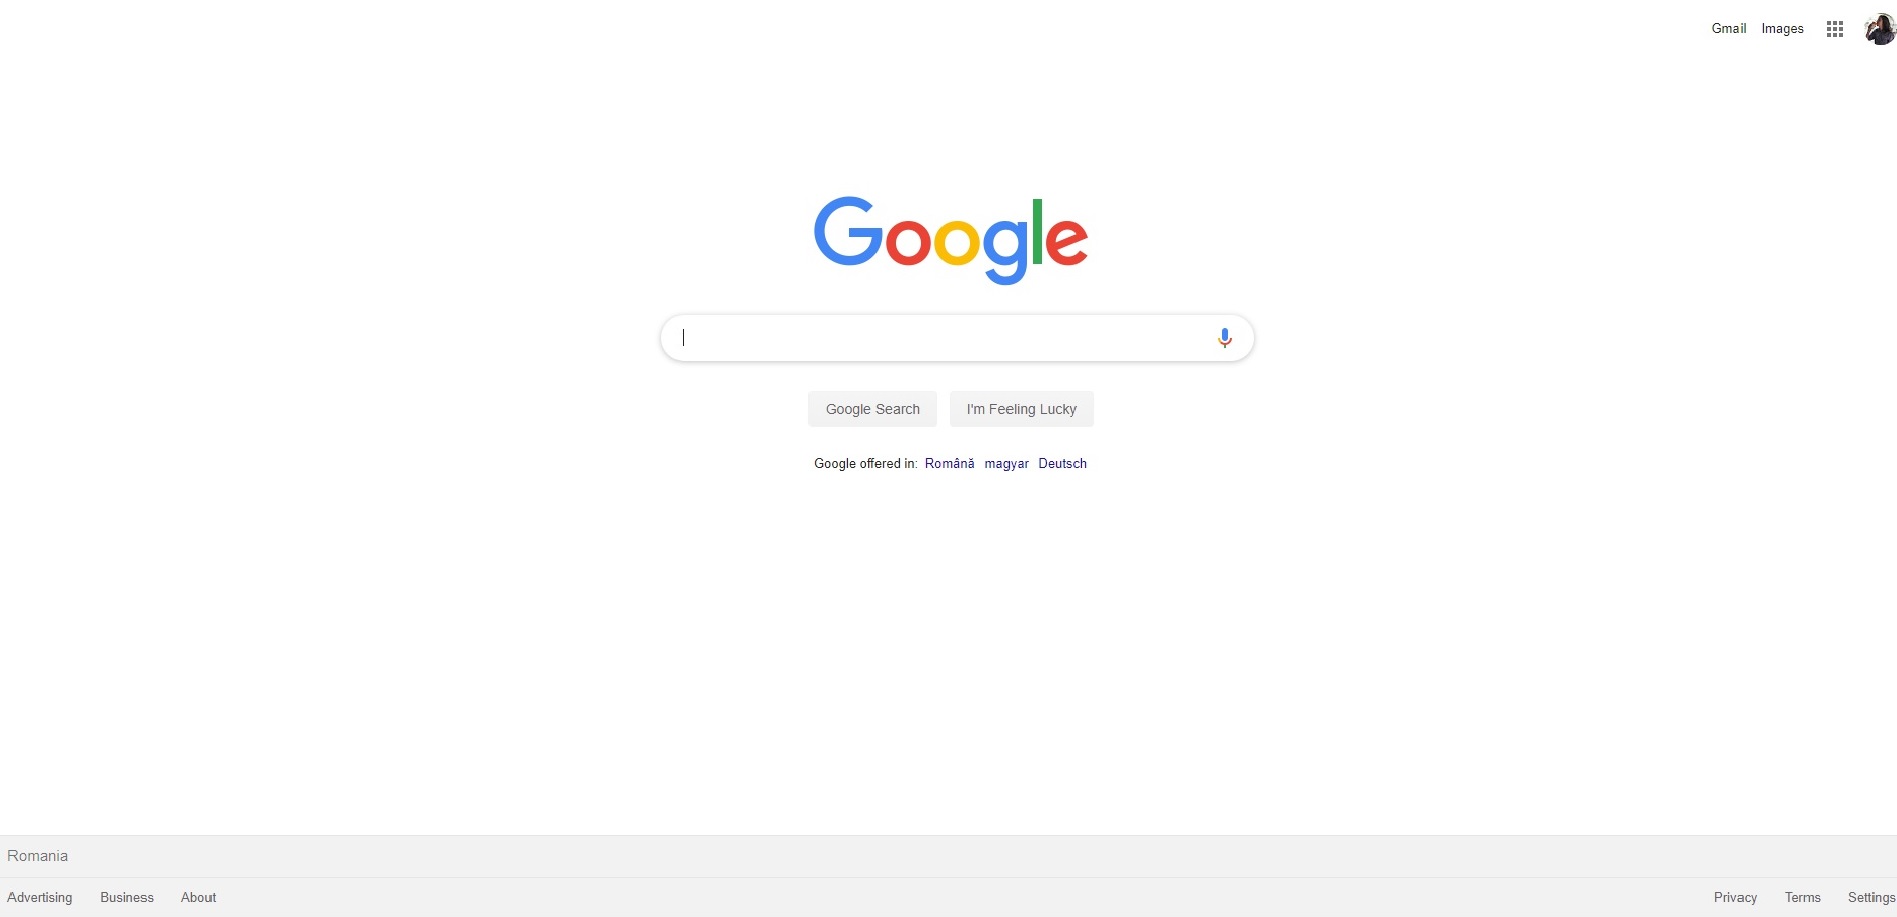 Gmail Images
Google
Google Search I'm Feeling Lucky
Google offered in: Română magyar Deutsch
Romania
Advertising Business About Privacy Terms Settings